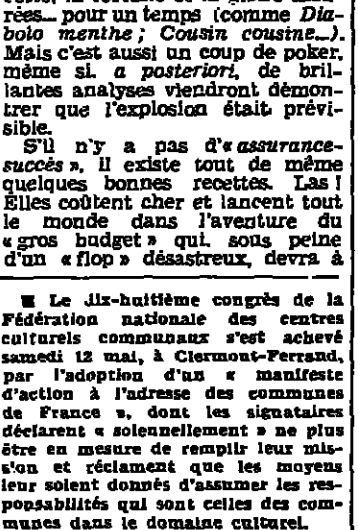 rées... pour un temps (comme Dia-
bolo menthe ; Cousin cousine...).
Mais c'est aussi un coup de poker,
même si, a posteriori, de bril-
lantes analyses viendront démon-
trer que l'explosion était prévi-
sible.
S'il n'y a pas d'« assurance-
succès », il existe tout de même
quelques bonnes recettes. Las !
Elles coûtent cher et lancent tout
le monde dans l'aventure du
« gros budget » qui, sous peine
d'un « flop » désastreux, devra à
■ Le dix-huitième congrès de la
Fédération nationale des centres
culturels communaux s'est achevé
samedi 12 mai, à Clermont-Ferrand,
par l'adoption d'un « manifeste
d'action à l'adresse des communes
de France », dont les signataires
déclarent « solennellement » ne plus
être en mesure de remplir leur mis-
sion et réclament que les moyens
leur soient donnés d'assumer les res-
ponsabilités qui sont celles des com-
munes dans le domaine culturel.